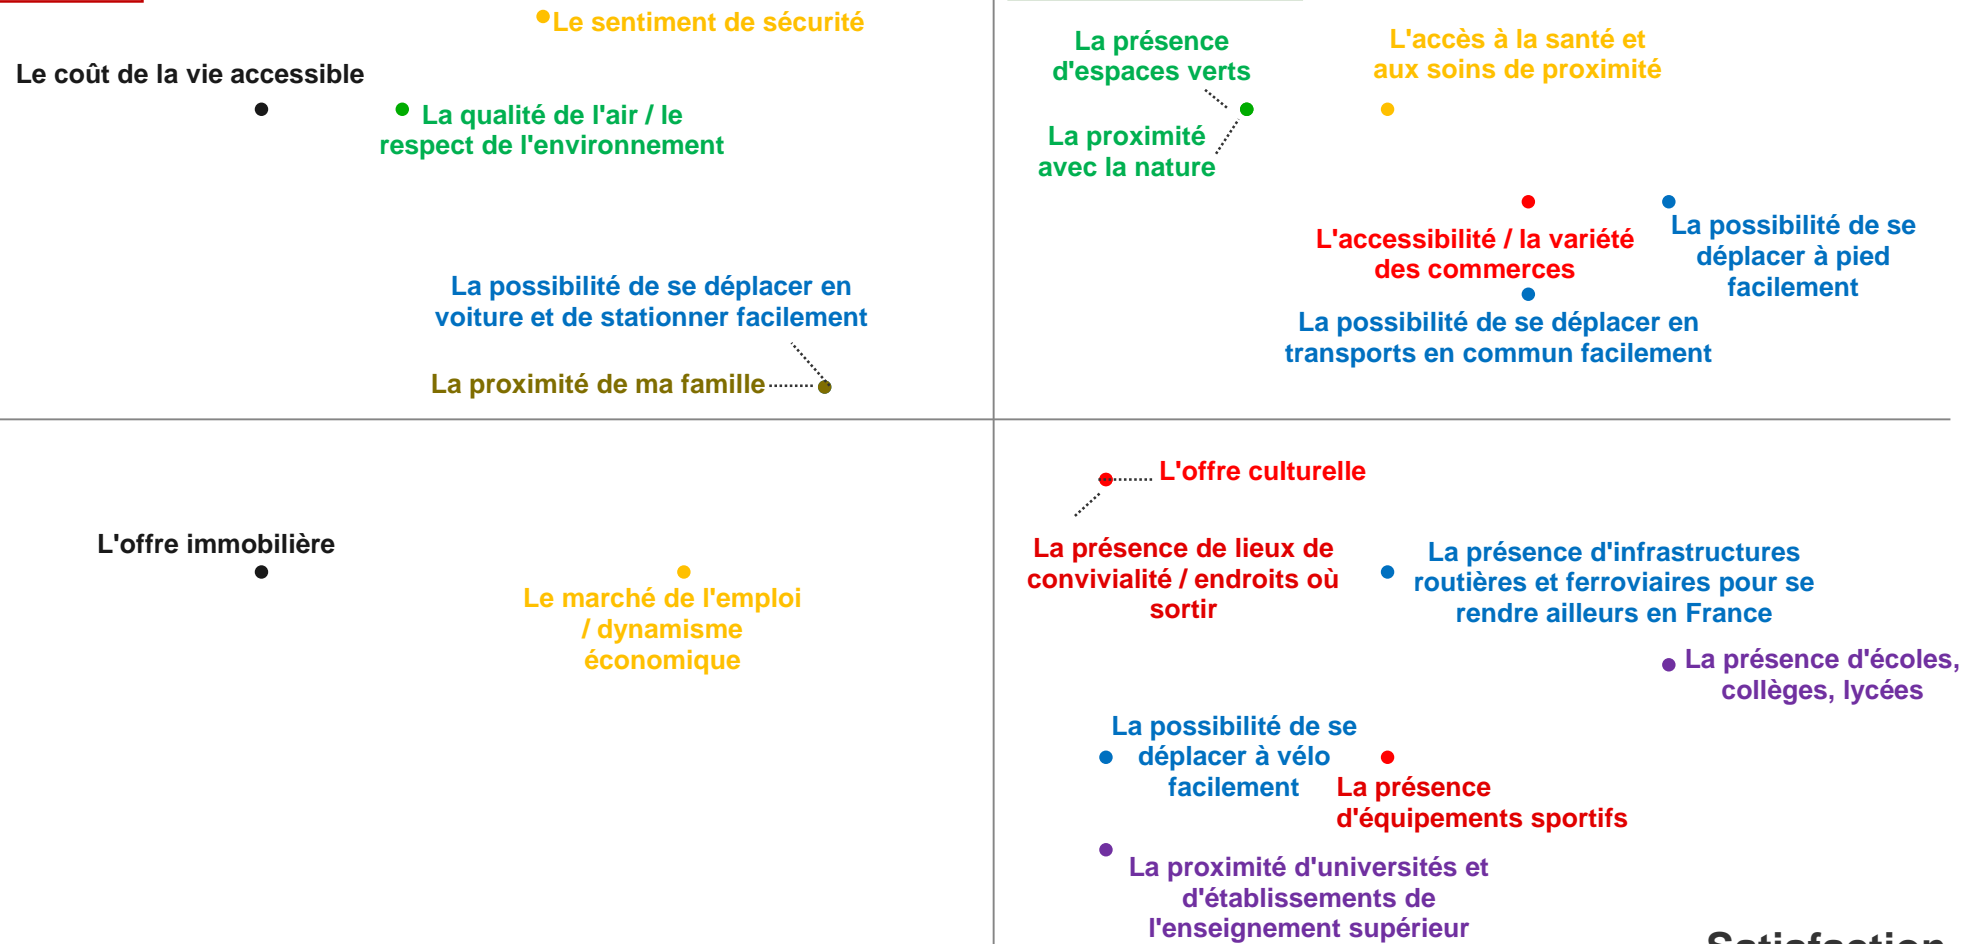 Le sentiment de sécurité
Le coût de la vie accessible
La qualité de l'air / le
respect de l'environnement
La possibilité de se déplacer en
voiture et de stationner facilement
La proximité de ma famille
La présence
d'espaces verts
La proximité
avec la nature
L'accès à la santé et
aux soins de proximité
L'accessibilité / la variété
des commerces
La possibilité de se
déplacer à pied
facilement
La possibilité de se déplacer en
transports en commun facilement
L'offre immobilière
Le marché de l'emploi
/ dynamisme
économique
L'offre culturelle
La présence de lieux de
convivialité / endroits où
sortir
La présence d'infrastructures
routières et ferroviaires pour se
rendre ailleurs en France
La présence d'écoles,
collèges, lycées
La possibilité de se
déplacer à vélo
facilement
La présence
d'équipements sportifs
La proximité d'universités et
d'établissements de
l'enseignement supérieur
Satisfaction